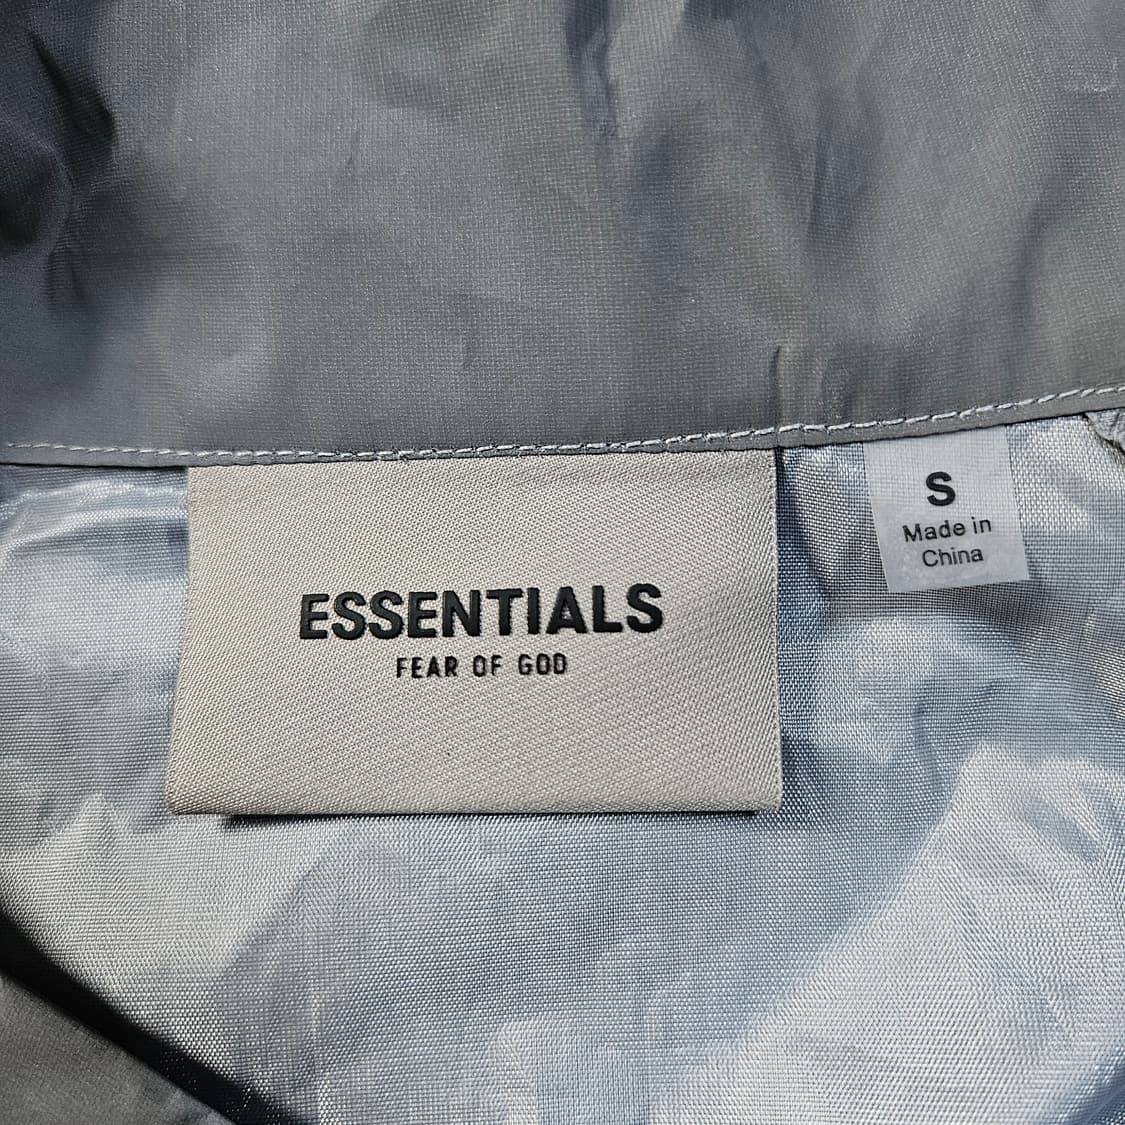 ESSENTIALS
FEAR OF GOD
S
Made in
China